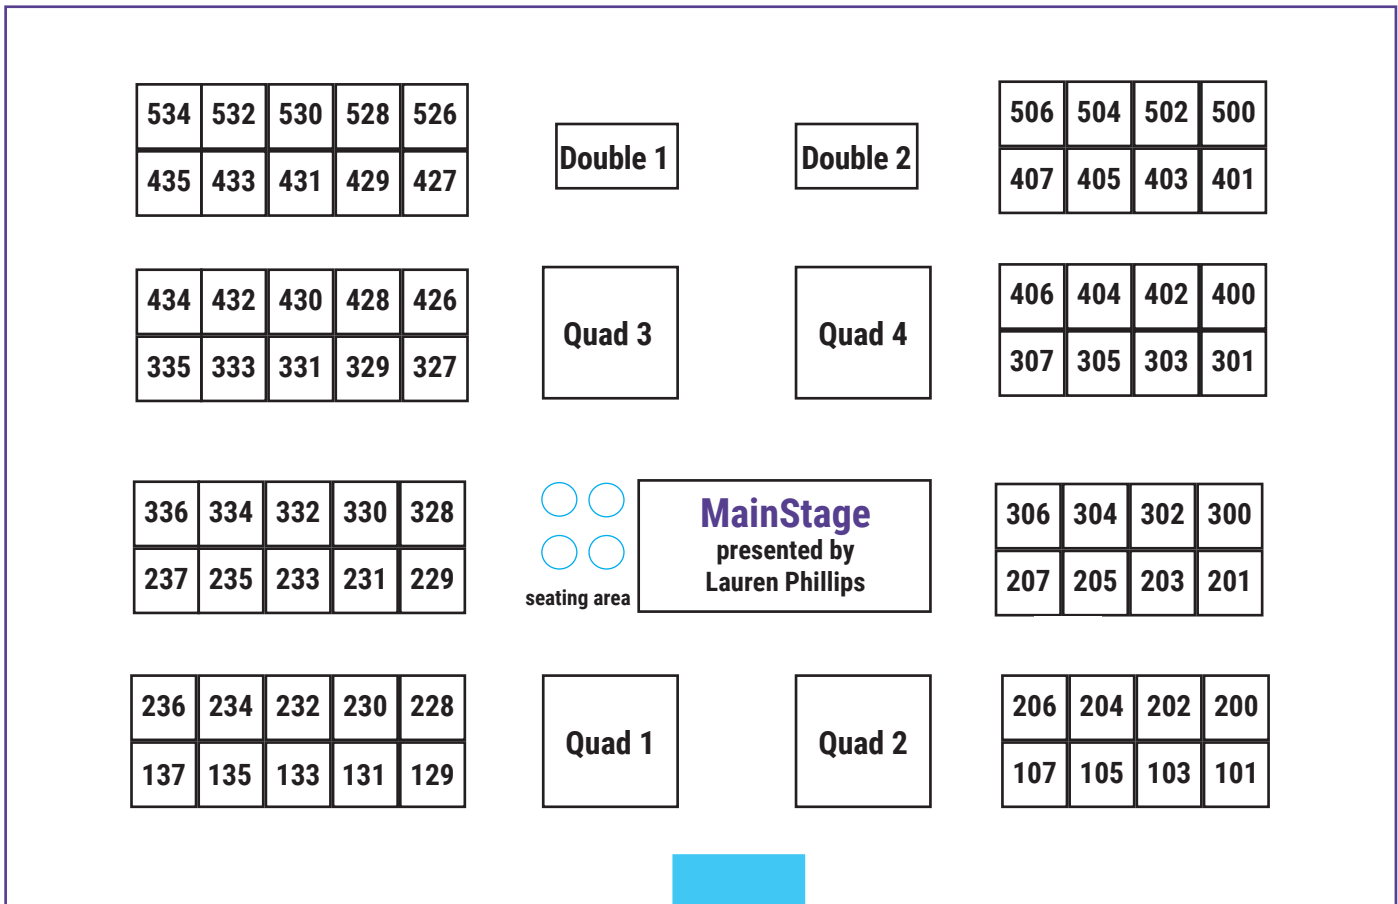 534 532 530 528 526
435 433 431 429 427
Double 1
Double 2
506 504 502 500
407 405 403 401
434 432 430 428 426
335 333 331 329 327
Quad 3
Quad 4
406 404 402 400
307 305 303 301
336 334 332 330 328
237 235 233 231 229
seating area
MainStage
presented by
Lauren Phillips
306 304 302 300
207 205 203 201
236 234 232 230 228
137 135 133 131 129
Quad 1
Quad 2
206 204 202 200
107 105 103 101